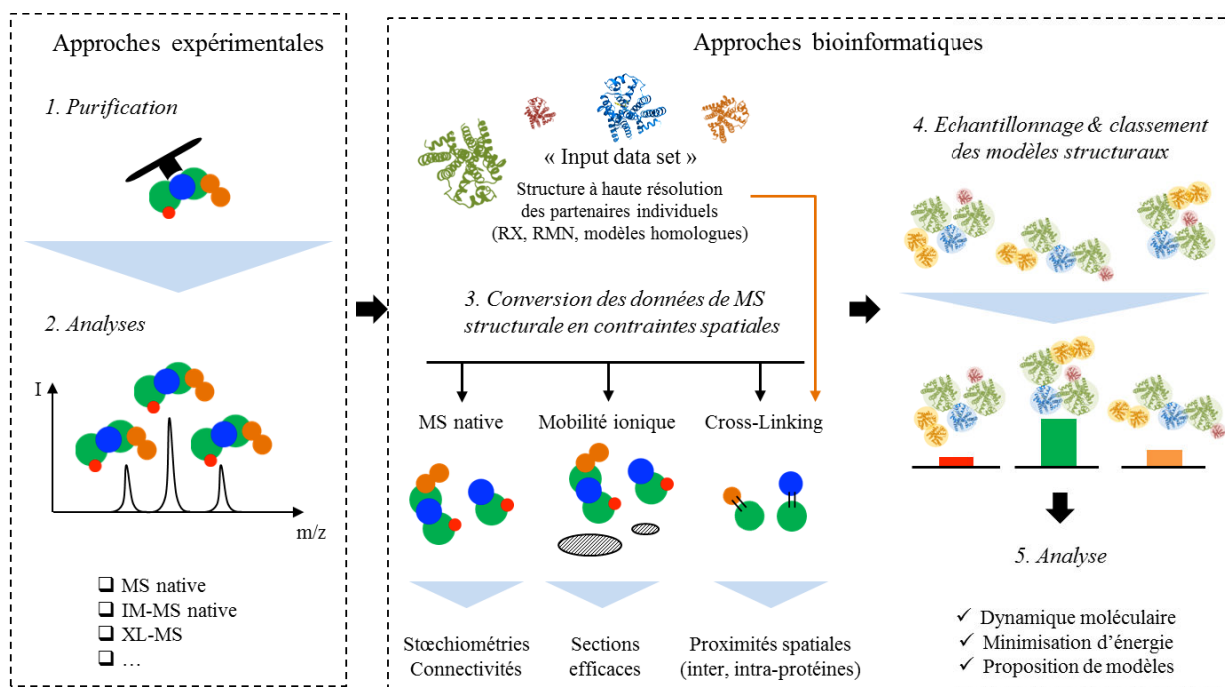 Approches expérimentales
1. Purification
2. Analyses
I
m/z
❑ MS native
❑ IM-MS native
❑ XL-MS
❑ …
Approches bioinformatiques
« Input data set »
Structure à haute résolution
des partenaires individuels
(RX, RMN, modèles homologues)
3. Conversion des données de MS
structurale en contraintes spatiales
MS native
Mobilité ionique
Cross-Linking
Stœchiométries
Connectivités
Sections
efficaces
Proximités spatiales
(inter, intra-protéines)
4. Echantillonnage & classement
des modèles structuraux
5. Analyse
✓ Dynamique moléculaire
✓ Minimisation d’énergie
✓ Proposition de modèles